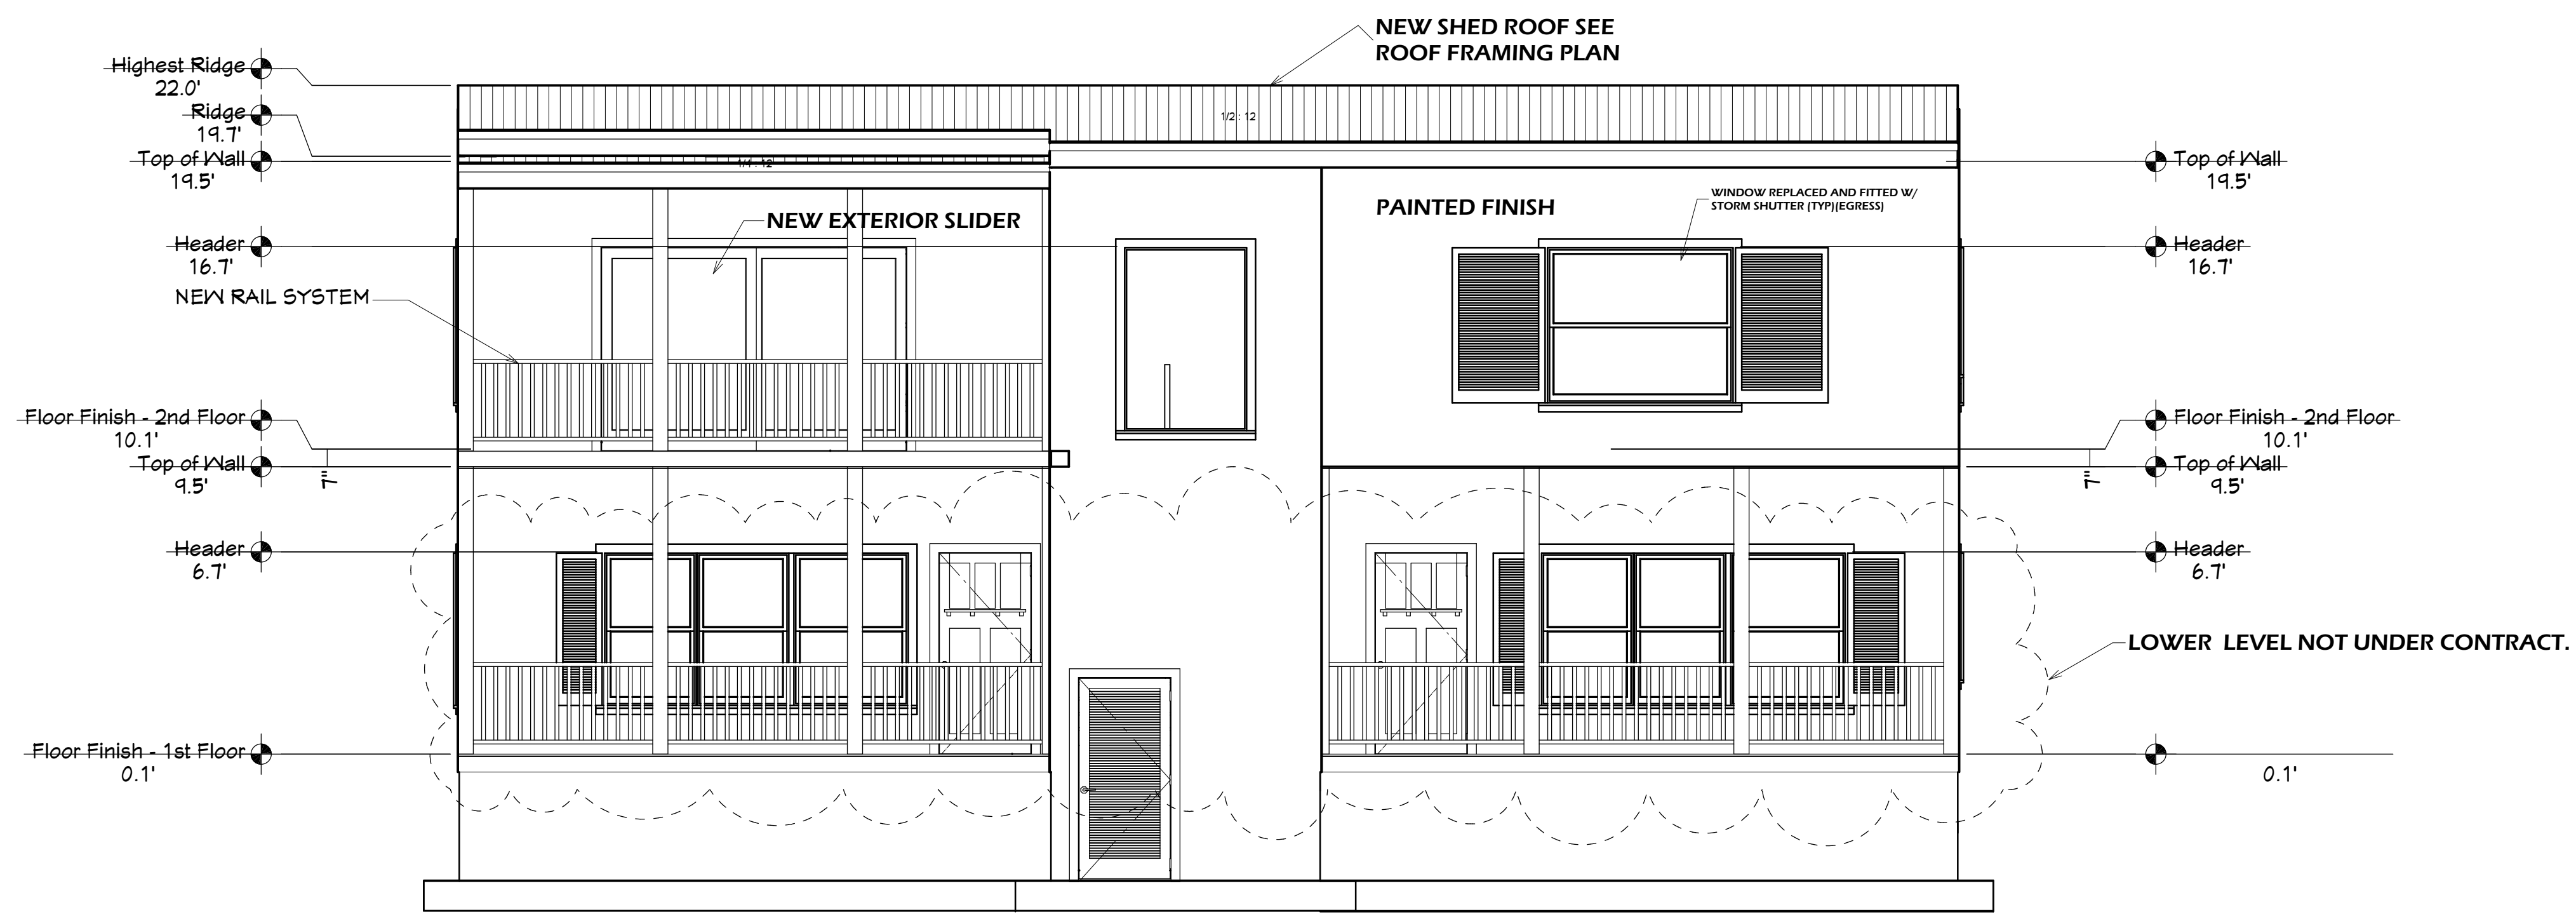 NEW SHED ROOF SEE
ROOF FRAMING PLAN
Highest Ridge
22.0'
Ridge
19.7'
Top of Wall
19.5'
Header
16.7'
NEW RAIL SYSTEM
Floor Finish - 2nd Floor
10.1'
Top of Wall
9.5'
7"
Header
6.7'
Floor Finish - 1st Floor
0.1'
1/2 : 12
1/4 : 12
NEW EXTERIOR SLIDER
PAINTED FINISH
WINDOW REPLACED AND FITTED W/
STORM SHUTTER (TYP)(EGRESS)
Top of Wall
19.5'
Header
16.7'
Floor Finish - 2nd Floor
10.1'
Top of Wall
9.5'
7"
Header
6.7'
LOWER LEVEL NOT UNDER CONTRACT.
0.1'